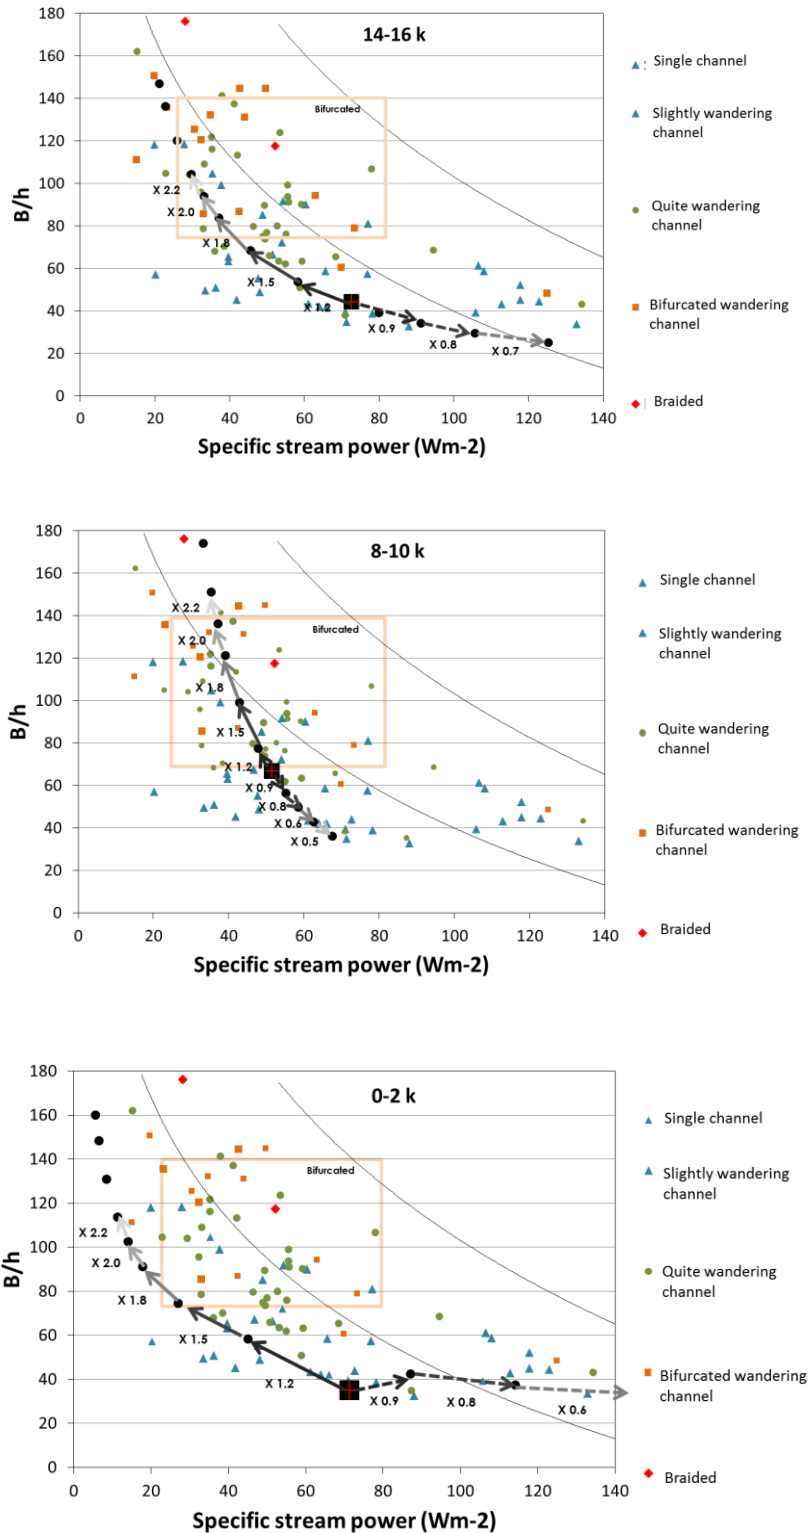 14-16 k
180
160
140
120
100
80
60
40
20
0
B/h
Bifurcated
X 2.2
X 2.0
X 1.8
X 1.5
X 1.2
X 0.9
X 0.8
X 0.7
0 20 40 60 80 100 120 140
Specific stream power (Wm-2)
Single channel
Slightly wandering
channel
Quite wandering
channel
Bifurcated wandering
channel
Braided
8-10 k
180
160
140
120
100
80
60
40
20
0
B/h
Bifurcated
X 2.2
X 2.0
X 1.8
X 1.5
X 1.2
X 0.9
X 0.8
X 0.6
X 0.5
0 20 40 60 80 100 120 140
Specific stream power (Wm-2)
Single channel
Slightly wandering
channel
Quite wandering
channel
Bifurcated wandering
channel
Braided
0-2 k
180
160
140
120
100
80
60
40
20
0
B/h
Bifurcated
X 2.2
X 2.0
X 1.8
X 1.5
X 1.2
X 0.9
X 0.8
X 0.6
0 20 40 60 80 100 120 140
Specific stream power (Wm-2)
Single channel
Slightly wandering
channel
Quite wandering
channel
Bifurcated wandering
channel
Braided